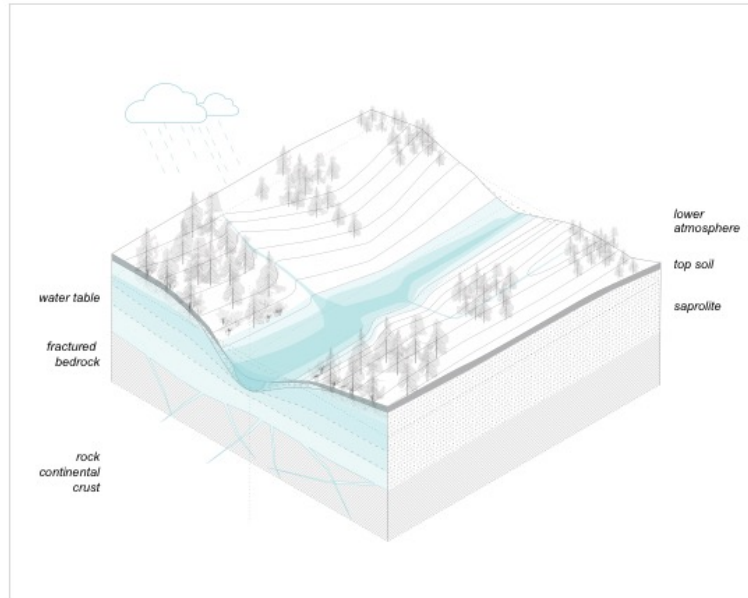 lower
atmosphere
top soil
saprolite
water table
fractured
bedrock
rock
continental
crust